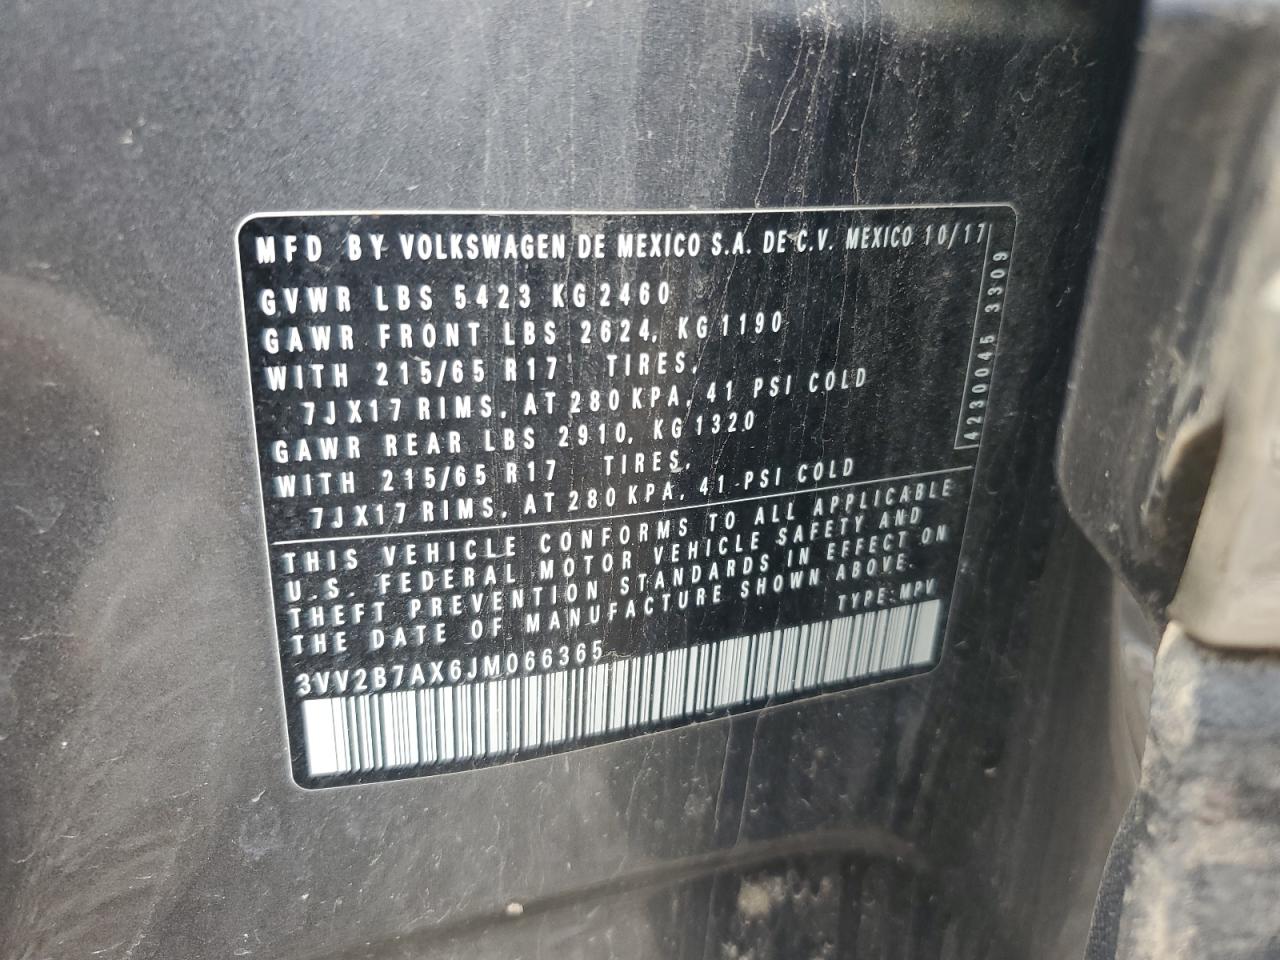 MFD BY VOLKSWAGEN DE MEXICO S.A. DE C.V. MEXICO 10/17
GVWR LBS 5423 KG 2460
GAWR FRONT LBS 2624, KG 1190
WITH 215/65 R17 TIRES,
7JX17 RIMS, AT 280 KPA, 41 PSI COLD
GAWR REAR LBS 2910, KG 1320
WITH 215/65 R17 TIRES,
7JX17 RIMS, AT 280 KPA, 41 PSI COLD
4230045 3309
THIS VEHICLE CONFORMS TO ALL APPLICABLE
U.S. FEDERAL MOTOR VEHICLE SAFETY AND
THEFT PREVENTION STANDARDS IN EFFECT ON
THE DATE OF MANUFACTURE SHOWN ABOVE.
TYPE: MPV
3VV2B7AX6JM066365